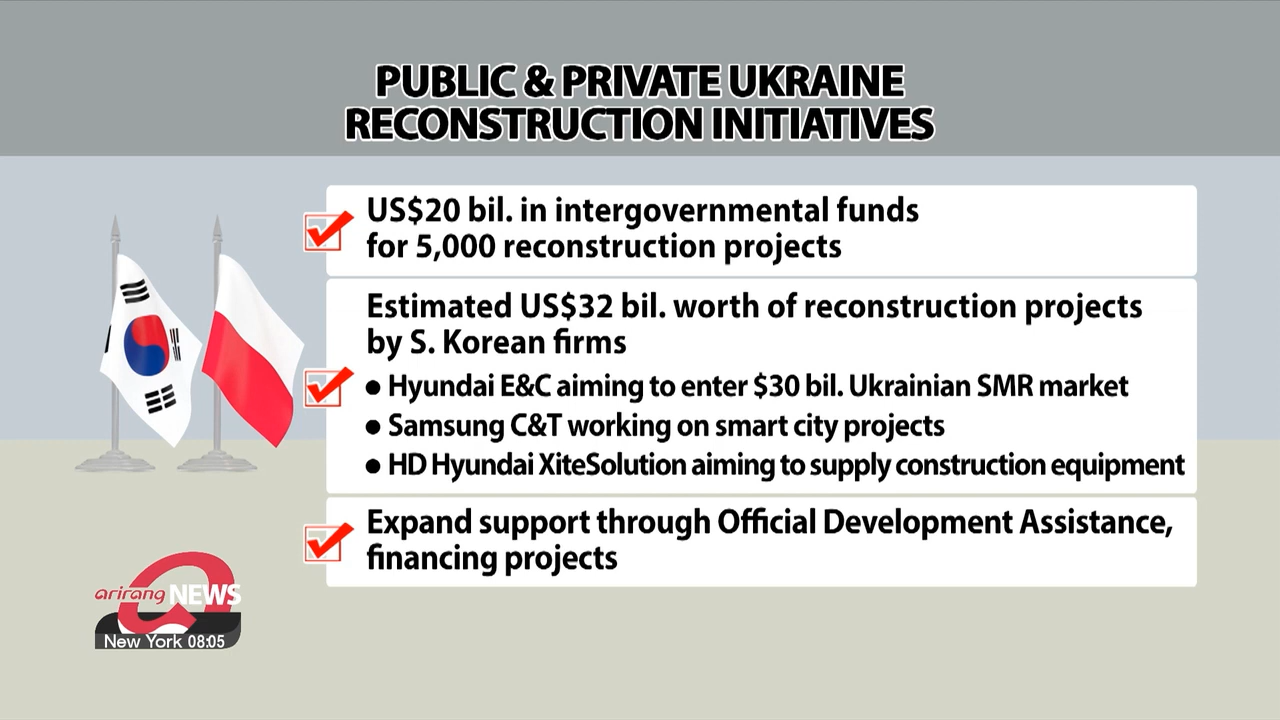 PUBLIC & PRIVATE UKRAINE
RECONSTRUCTION INITIATIVES
US$20 bil. in intergovernmental funds
for 5,000 reconstruction projects
Estimated US$32 bil. worth of reconstruction projects
by S. Korean firms
• Hyundai E&C aiming to enter $30 bil. Ukrainian SMR market
• Samsung C&T working on smart city projects
• HD Hyundai XiteSolution aiming to supply construction equipment
Expand support through Official Development Assistance,
financing projects
arirang NEWS
New York 08:05